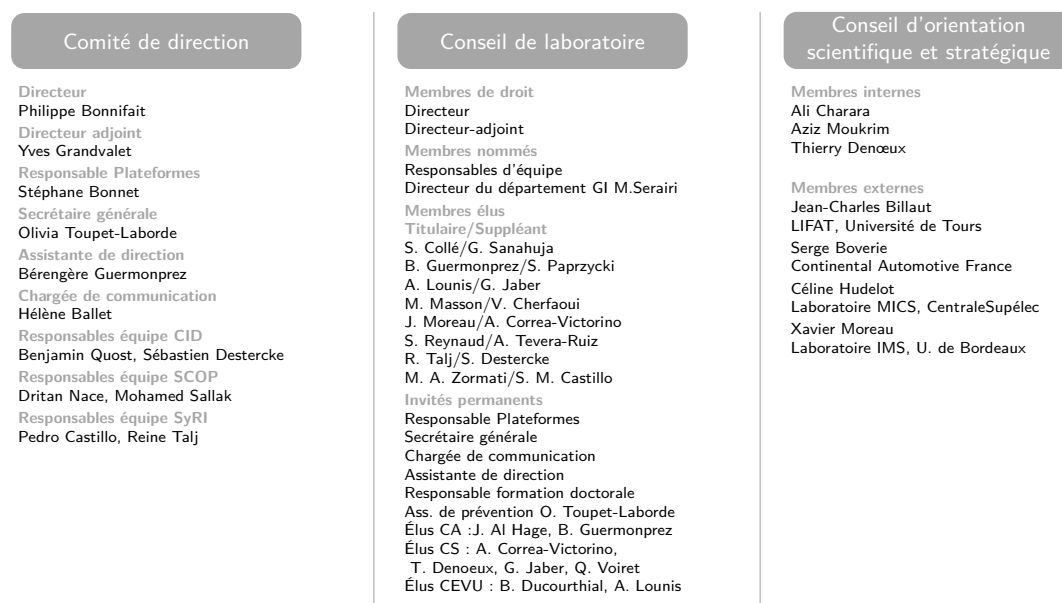 Comité de direction
Directeur
Philippe Bonnifait
Directeur adjoint
Yves Grandvalet
Responsable Plateformes
Stéphane Bonnet
Secrétaire générale
Olivia Toupet-Laborde
Assistante de direction
Bérengère Guermonprez
Chargée de communication
Hélène Ballet
Responsables équipe CID
Benjamin Quost, Sébastien Destercke
Responsables équipe SCOP
Dritan Nace, Mohamed Sallak
Responsables équipe SyRI
Pedro Castillo, Reine Talj
Conseil de laboratoire
Membres de droit
Directeur
Directeur-adjoint
Membres nommés
Responsables d'équipe
Directeur du département GI M.Serairi
Membres élus
Titulaire/Suppléant
S. Collé/G. Sanahuja
B. Guermonprez/S. Paprzycki
A. Lounis/G. Jaber
M. Masson/V. Cherfaoui
J. Moreau/A. Correa-Victorino
S. Reynaud/A. Tevera-Ruiz
R. Talj/S. Destercke
M. A. Zormati/S. M. Castillo
Invités permanents
Responsable Plateformes
Secrétaire générale
Chargée de communication
Assistante de direction
Responsable formation doctorale
Ass. de prévention O. Toupet-Laborde
Élus CA :J. Al Hage, B. Guermonprez
Élus CS : A. Correa-Victorino,
T. Denoeux, G. Jaber, Q. Voiret
Élus CEVU : B. Ducourthial, A. Lounis
Conseil d'orientation
scientifique et stratégique
Membres internes
Ali Charara
Aziz Moukrim
Thierry Denœux
Membres externes
Jean-Charles Billaut
LIFAT, Université de Tours
Serge Boverie
Continental Automotive France
Céline Hudelot
Laboratoire MICS, CentraleSupélec
Xavier Moreau
Laboratoire IMS, U. de Bordeaux